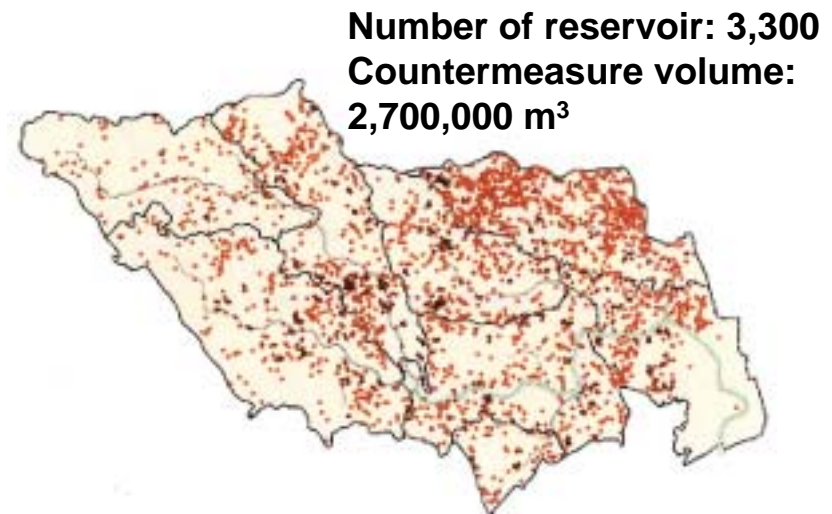 Number of reservoir: 3,300
Countermeasure volume:
2,700,000 m³